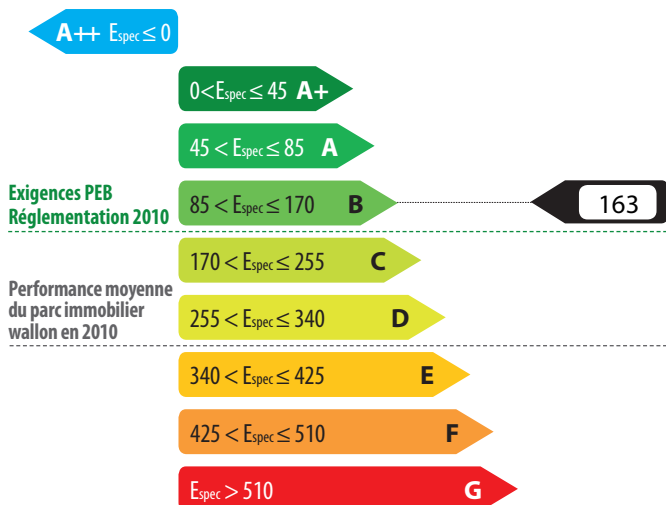 A++ Espec ≤ 0
0<Espec ≤ 45 A+
45 < Espec ≤ 85 A
Exigences PEB
Réglementation 2010
85 < Espec ≤ 170 B
163
170 < Espec ≤ 255 C
Performance moyenne
du parc immobilier
wallon en 2010
255 < Espec ≤ 340 D
340 < Espec ≤ 425 E
425 < Espec ≤ 510 F
Espec > 510 G